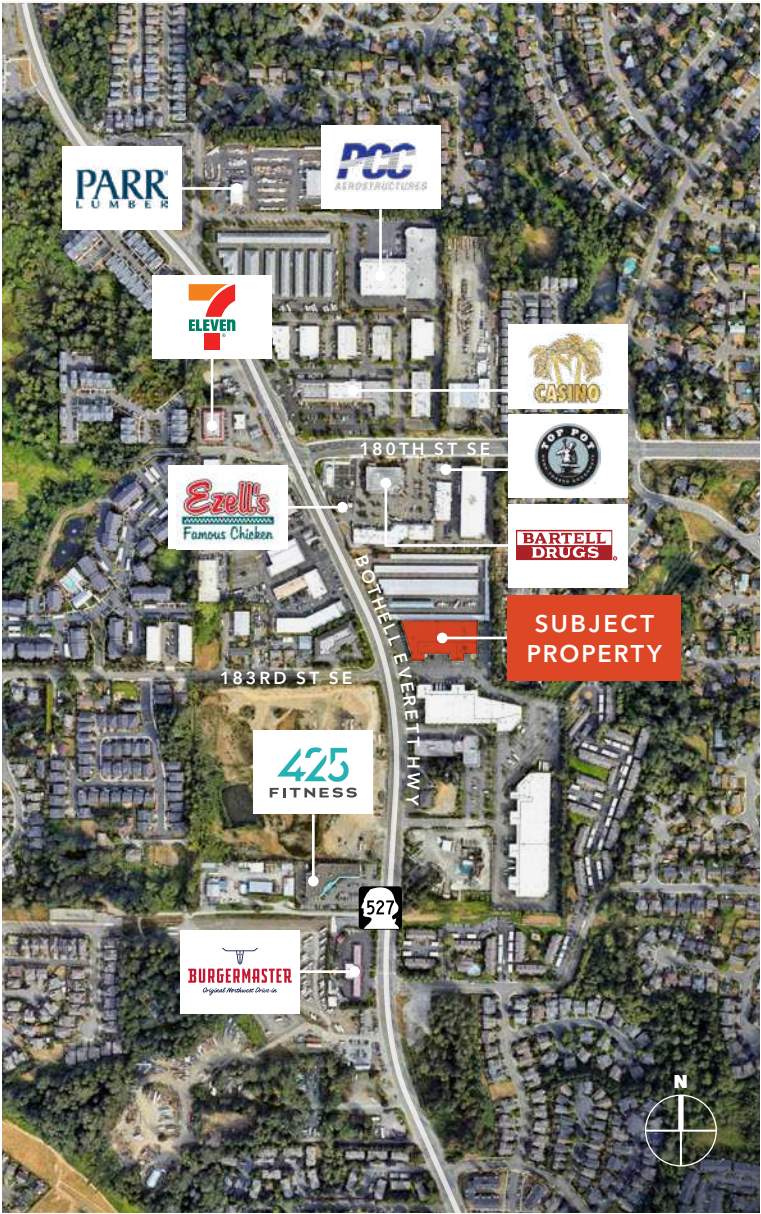 PARR
LUMBER
PCC
AEROSTRUCTURES
7
ELEVEN
CASINO
180TH ST SE
TOP POT
Ezell's
Famous Chicken
BARTELL
DRUGS
BOTHELL EVERETT HWY
SUBJECT
PROPERTY
183RD ST SE
425
FITNESS
527
BURGERMASTER
Original Northwest Drive-in
N